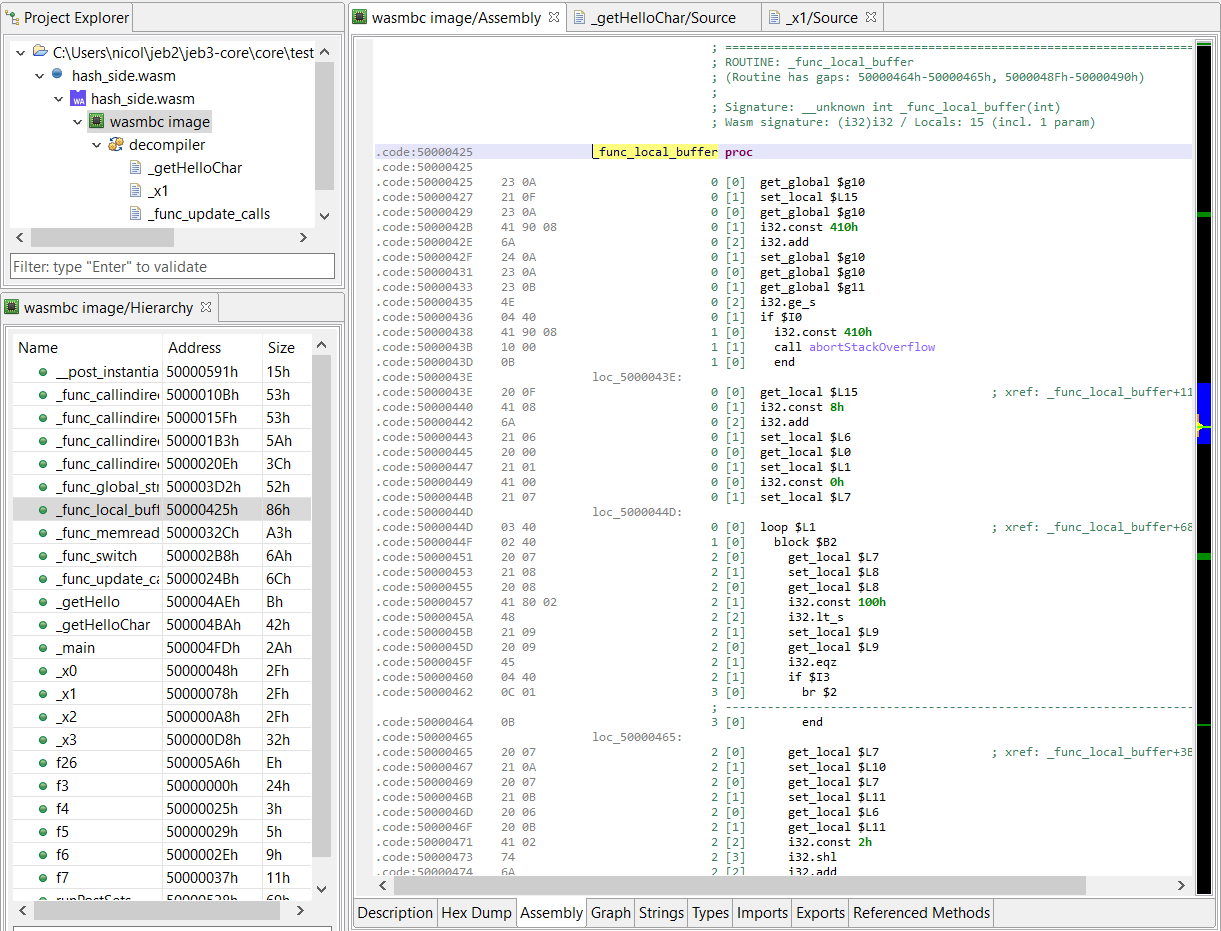 Project Explorer
C:\Users\nicol\jeb2\jeb3-core\core\test
hash_side.wasm
WA hash_side.wasm
wasmbc image
decompiler
_getHelloChar
_x1
_func_update_calls
Filter: type "Enter" to validate
wasmbc image/Hierarchy
Name Address Size
__post_instantia 50000591h 15h
_func_callindire 5000010Bh 53h
_func_callindire 5000015Fh 53h
_func_callindire 500001B3h 5Ah
_func_callindire 5000020Eh 3Ch
_func_global_str 500003D2h 52h
_func_local_buff 50000425h 86h
_func_memread 5000032Ch A3h
_func_switch 500002B8h 6Ah
_func_update_ca 5000024Bh 6Ch
_getHello 500004AEh Bh
_getHelloChar 500004BAh 42h
_main 500004FDh 2Ah
_x0 50000048h 2Fh
_x1 50000078h 2Fh
_x2 500000A8h 2Fh
_x3 500000D8h 32h
f26 500005A6h Eh
f3 50000000h 24h
f4 50000025h 3h
f5 50000029h 5h
f6 5000002Eh 9h
f7 50000037h 11h
runPostSets 50000528h 69h
wasmbc image/Assembly _getHelloChar/Source _x1/Source
; ==================================================================
; ROUTINE: _func_local_buffer
; (Routine has gaps: 50000464h-50000465h, 5000048Fh-50000490h)
;
; Signature: __unknown int _func_local_buffer(int)
; Wasm signature: (i32)i32 / Locals: 15 (incl. 1 param)
.code:50000425 _func_local_buffer proc
.code:50000425
.code:50000425 23 0A 0 [0] get_global $g10
.code:50000427 21 0F 0 [1] set_local $L15
.code:50000429 23 0A 0 [0] get_global $g10
.code:5000042B 41 90 08 0 [1] i32.const 410h
.code:5000042E 6A 0 [2] i32.add
.code:5000042F 24 0A 0 [1] set_global $g10
.code:50000431 23 0A 0 [0] get_global $g10
.code:50000433 23 0B 0 [1] get_global $g11
.code:50000435 4E 0 [2] i32.ge_s
.code:50000436 04 40 0 [1] if $I0
.code:50000438 41 90 08 1 [0] i32.const 410h
.code:5000043B 10 00 1 [1] call abortStackOverflow
.code:5000043D 0B 1 [0] end
.code:5000043E loc_5000043E:
.code:5000043E 20 0F 0 [0] get_local $L15 ; xref: _func_local_buffer+11
.code:50000440 41 08 0 [1] i32.const 8h
.code:50000442 6A 0 [2] i32.add
.code:50000443 21 06 0 [1] set_local $L6
.code:50000445 20 00 0 [0] get_local $L0
.code:50000447 21 01 0 [1] set_local $L1
.code:50000449 41 00 0 [0] i32.const 0h
.code:5000044B 21 07 0 [1] set_local $L7
.code:5000044D loc_5000044D:
.code:5000044D 03 40 0 [0] loop $L1 ; xref: _func_local_buffer+68
.code:5000044F 02 40 1 [0] block $B2
.code:50000451 20 07 2 [0] get_local $L7
.code:50000453 21 08 2 [1] set_local $L8
.code:50000455 20 08 2 [0] get_local $L8
.code:50000457 41 80 02 2 [1] i32.const 100h
.code:5000045A 48 2 [2] i32.lt_s
.code:5000045B 21 09 2 [1] set_local $L9
.code:5000045D 20 09 2 [0] get_local $L9
.code:5000045F 45 2 [1] i32.eqz
.code:50000460 04 40 2 [1] if $I3
.code:50000462 0C 01 3 [0] br $2
; ------------------------------------------------------------------
.code:50000464 0B 3 [0] end
.code:50000465 loc_50000465:
.code:50000465 20 07 2 [0] get_local $L7 ; xref: _func_local_buffer+3B
.code:50000467 21 0A 2 [1] set_local $L10
.code:50000469 20 07 2 [0] get_local $L7
.code:5000046B 21 0B 2 [1] set_local $L11
.code:5000046D 20 06 2 [0] get_local $L6
.code:5000046F 20 0B 2 [1] get_local $L11
.code:50000471 41 02 2 [2] i32.const 2h
.code:50000473 74 2 [3] i32.shl
.code:50000474 6A 2 [2] i32.add
Description Hex Dump Assembly Graph Strings Types Imports Exports Referenced Methods